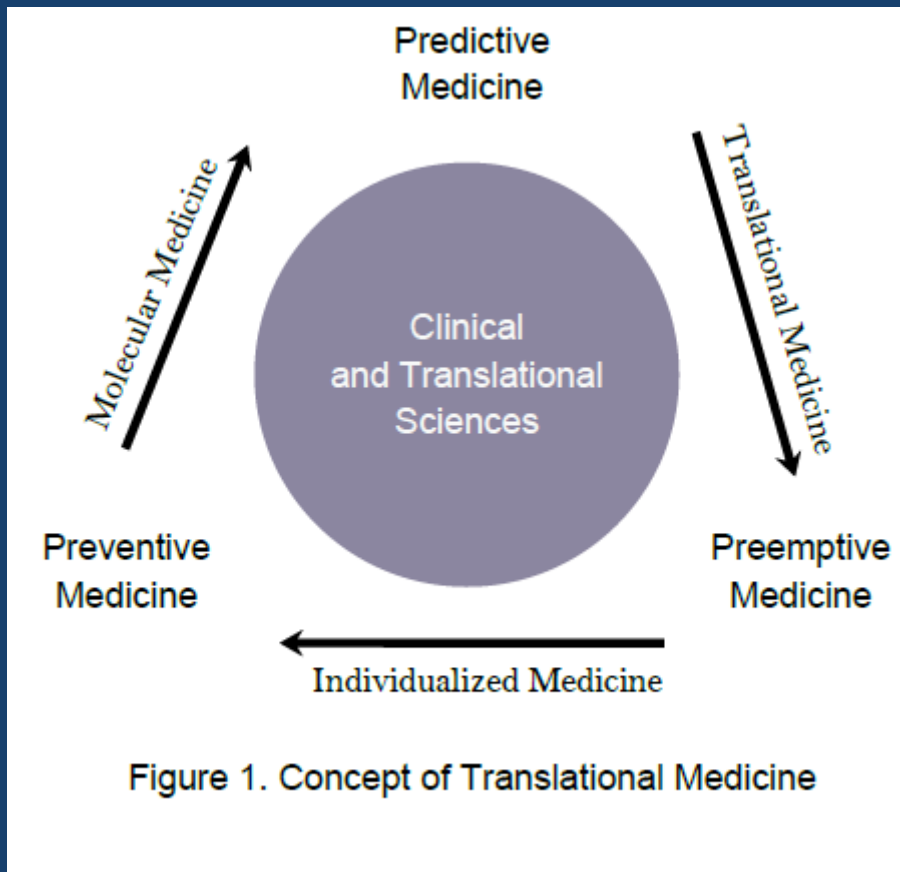 Predictive
Medicine
Molecular Medicine
Translational Medicine
Clinical
and Translational
Sciences
Preventive
Medicine
Preemptive
Medicine
Individualized Medicine
Figure 1. Concept of Translational Medicine